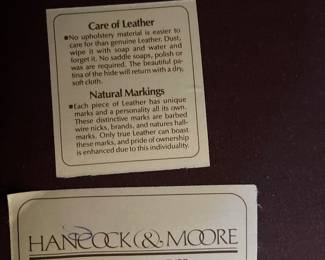 Care of Leather
•No upholstery material is easier to
care for than genuine Leather. Dust,
wipe it with soap and water and
forget it. No saddle soaps, polish or
wax are required. The beautiful pa-
tina of the hide will return with a dry,
soft cloth.
Natural Markings
•Each piece of Leather has unique
marks and a personality all its own.
These distinctive marks are barbed
wire nicks, brands, and natures hall-
marks. Only true Leather can boast
these marks, and pride of ownership
is enhanced due to this individuality.
HANCOCK & MOORE